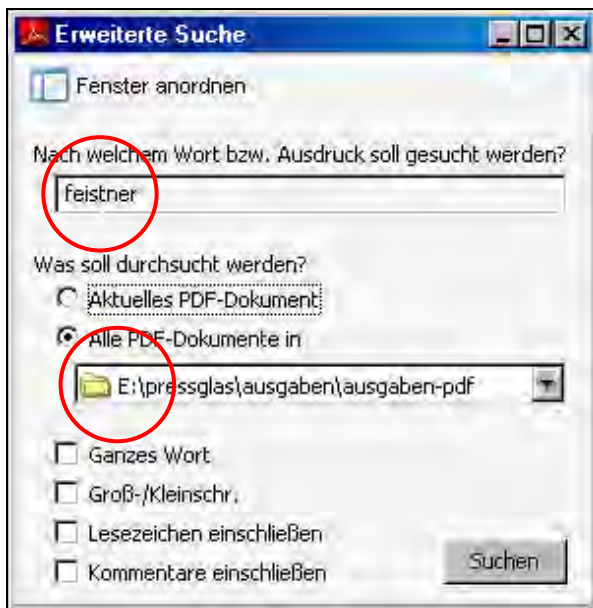 Erweiterte Suche
Fenster anordnen
Nach welchem Wort bzw. Ausdruck soll gesucht werden?
feistner
Was soll durchsucht werden?
Aktuelles PDF-Dokument
Alle PDF-Dokumente in
E:\pressglas\ausgaben\ausgaben-pdf
Ganzes Wort
Groß-/Kleinschr.
Lesezeichen einschließen
Kommentare einschließen
Suchen